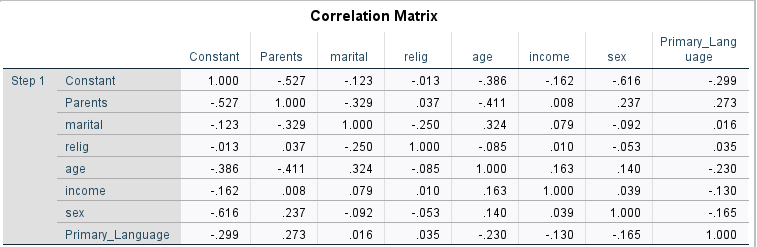 Correlation Matrix
Primary_Lang
Constant Parents marital relig age income sex uage
Step 1 Constant 1.000 -.527 -.123 -.013 -.386 -.162 -.616 -.299
Parents -.527 1.000 -.329 .037 -.411 .008 .237 .273
marital -.123 -.329 1.000 -.250 .324 .079 -.092 .016
relig -.013 .037 -.250 1.000 -.085 .010 -.053 .035
age -.386 -.411 .324 -.085 1.000 .163 .140 -.230
income -.162 .008 .079 .010 .163 1.000 .039 -.130
sex -.616 .237 -.092 -.053 .140 .039 1.000 -.165
Primary_Language -.299 .273 .016 .035 -.230 -.130 -.165 1.000